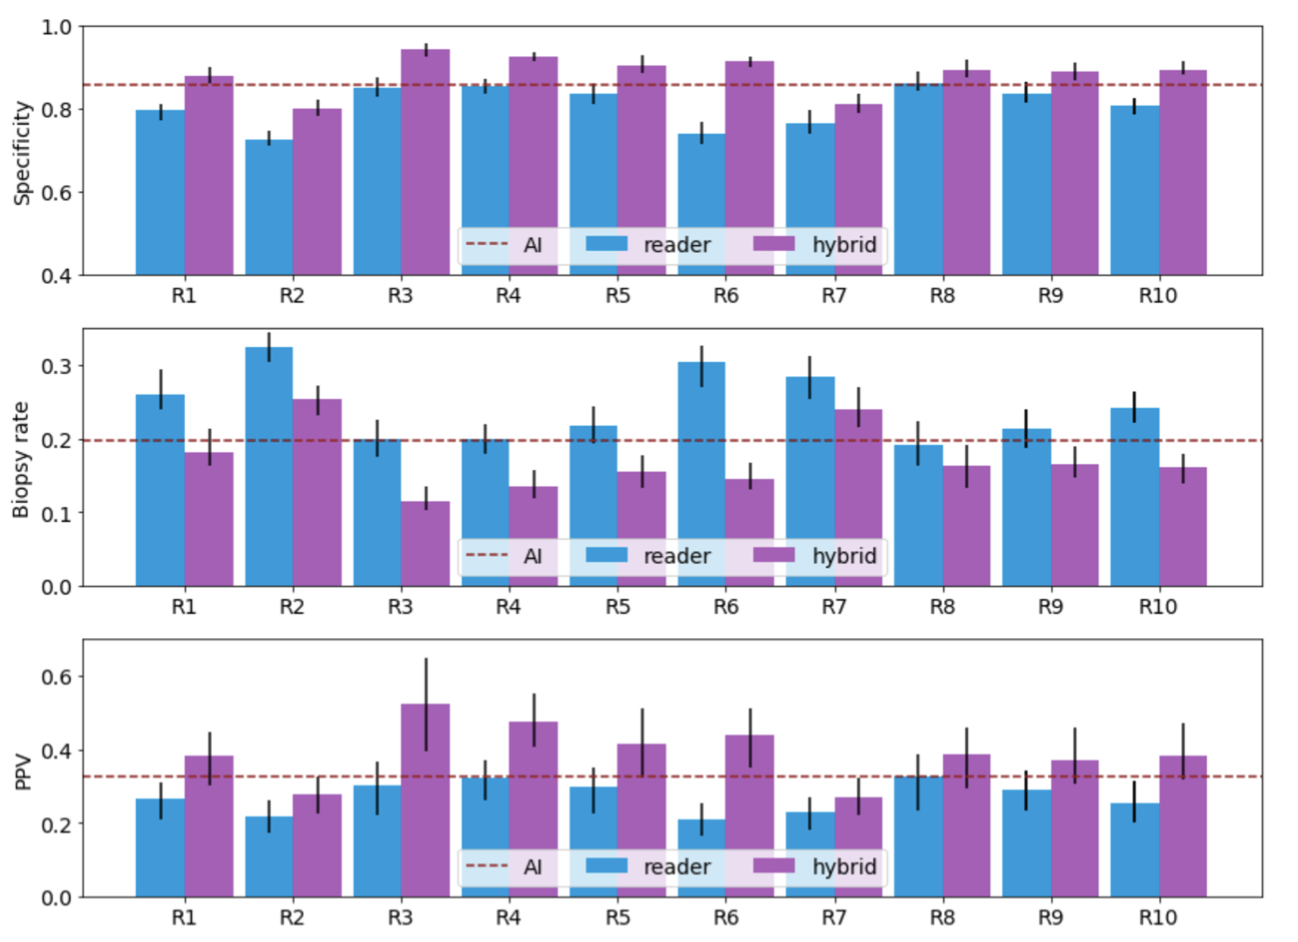 Specificity
1.0
0.8
0.6
0.4
AI reader hybrid
R1 R2 R3 R4 R5 R6 R7 R8 R9 R10
Biopsy rate
0.3
0.2
0.1
0.0
AI reader hybrid
R1 R2 R3 R4 R5 R6 R7 R8 R9 R10
PPV
0.6
0.4
0.2
0.0
AI reader hybrid
R1 R2 R3 R4 R5 R6 R7 R8 R9 R10